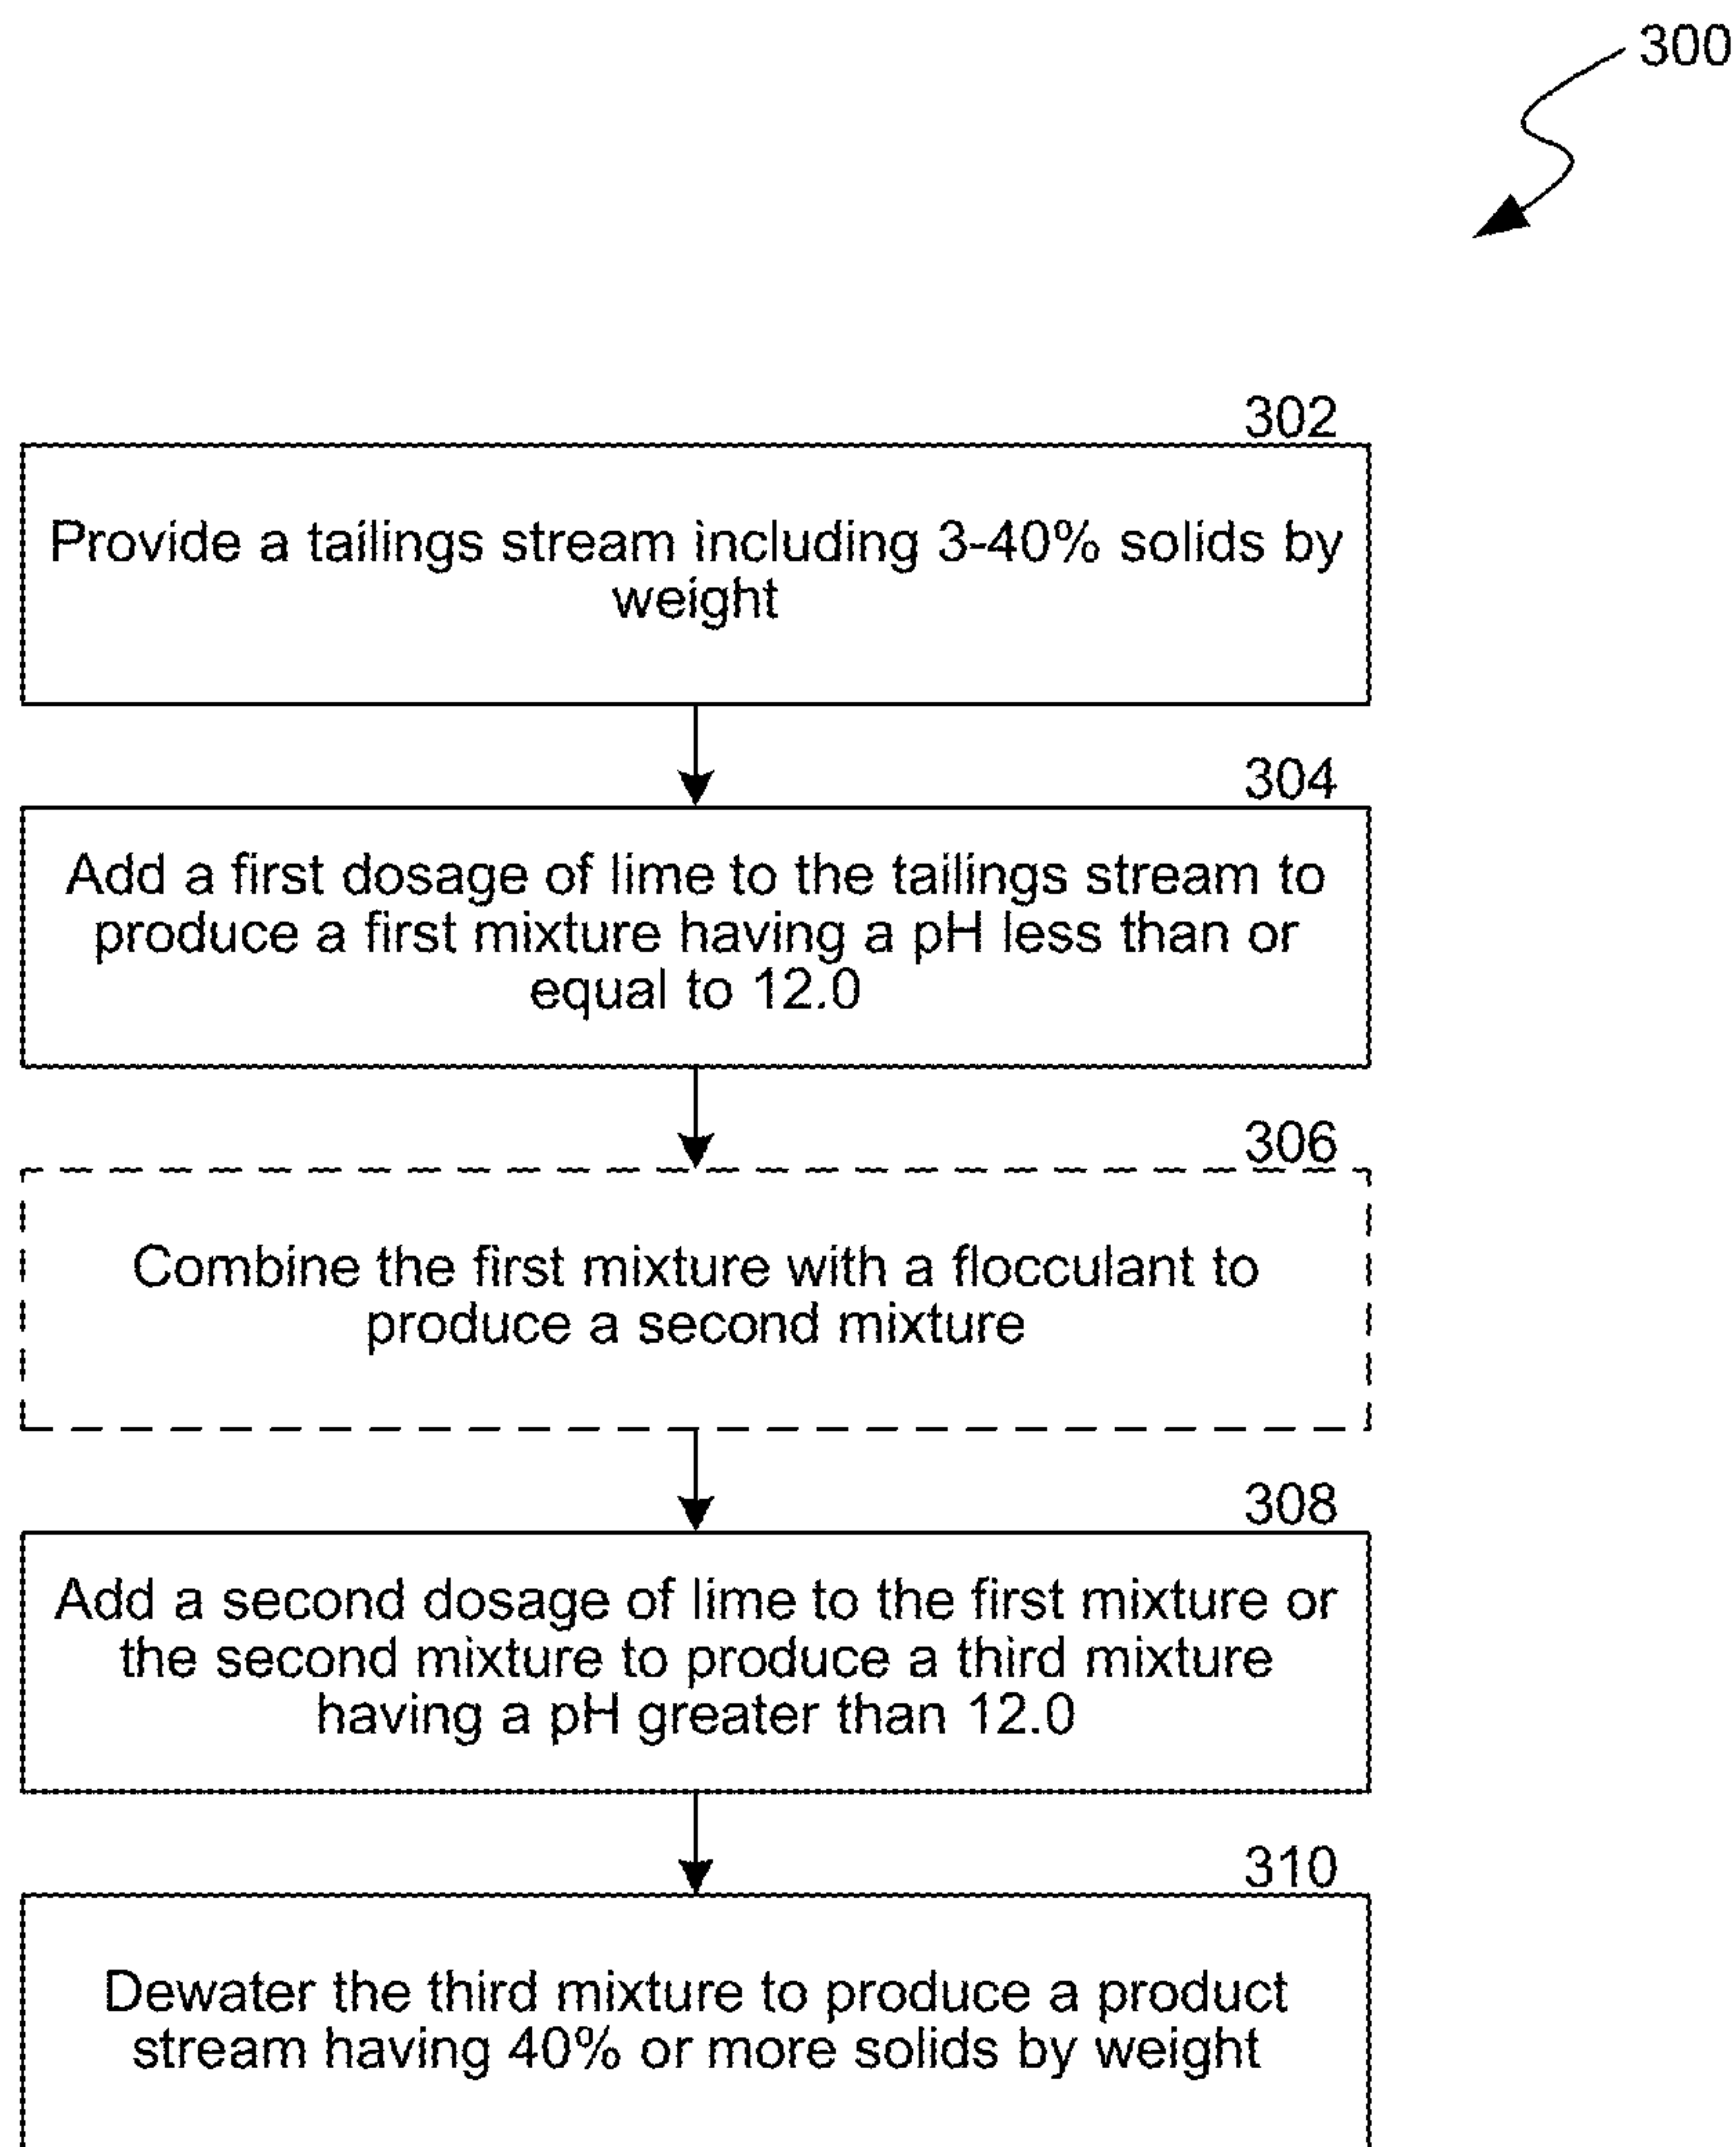 300
302
Provide a tailings stream including 3-40% solids by
weight
304
Add a first dosage of lime to the tailings stream to
produce a first mixture having a pH less than or
equal to 12.0
306
Combine the first mixture with a flocculant to
produce a second mixture
308
Add a second dosage of lime to the first mixture or
the second mixture to produce a third mixture
having a pH greater than 12.0
310
Dewater the third mixture to produce a product
stream having 40% or more solids by weight